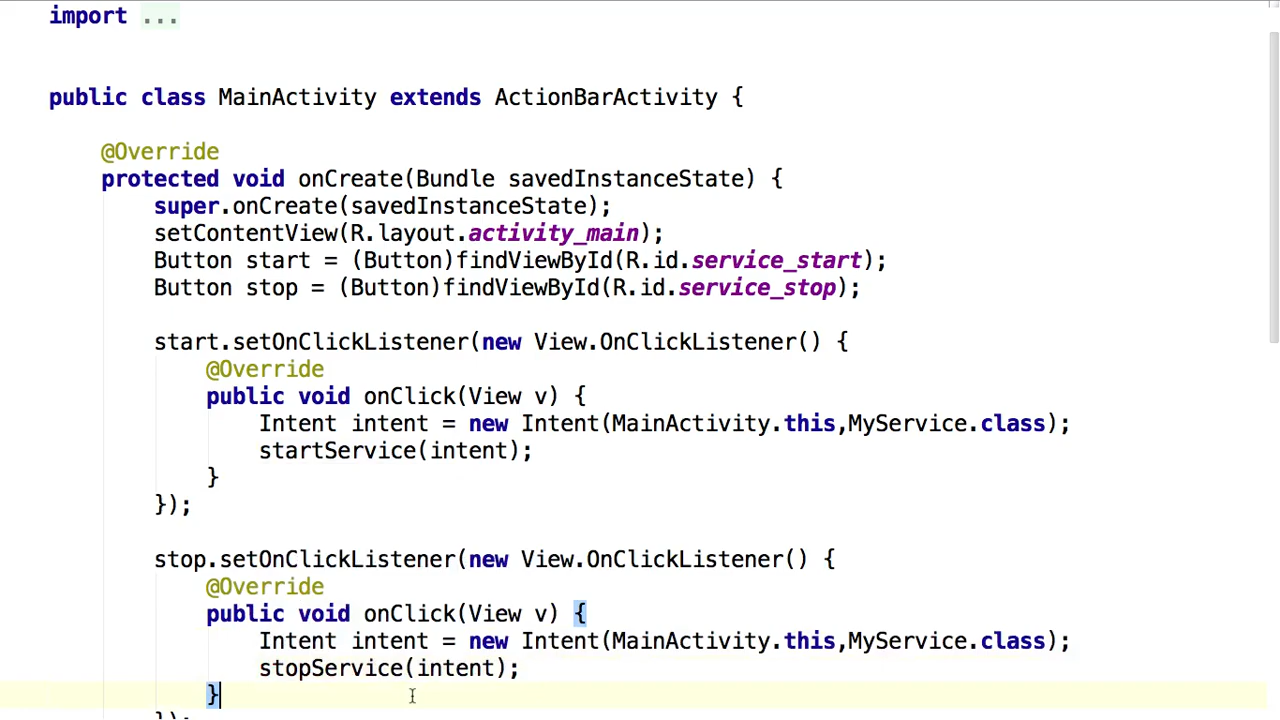 import ...
public class MainActivity extends ActionBarActivity {
@Override
protected void onCreate(Bundle savedInstanceState) {
super.onCreate(savedInstanceState);
setContentView(R.layout.activity_main);
Button start = (Button)findViewById(R.id.service_start);
Button stop = (Button)findViewById(R.id.service_stop);
start.setOnClickListener(new View.OnClickListener() {
@Override
public void onClick(View v) {
Intent intent = new Intent(MainActivity.this,MyService.class);
startService(intent);
}
});
stop.setOnClickListener(new View.OnClickListener() {
@Override
public void onClick(View v) {
Intent intent = new Intent(MainActivity.this,MyService.class);
stopService(intent);
}
});